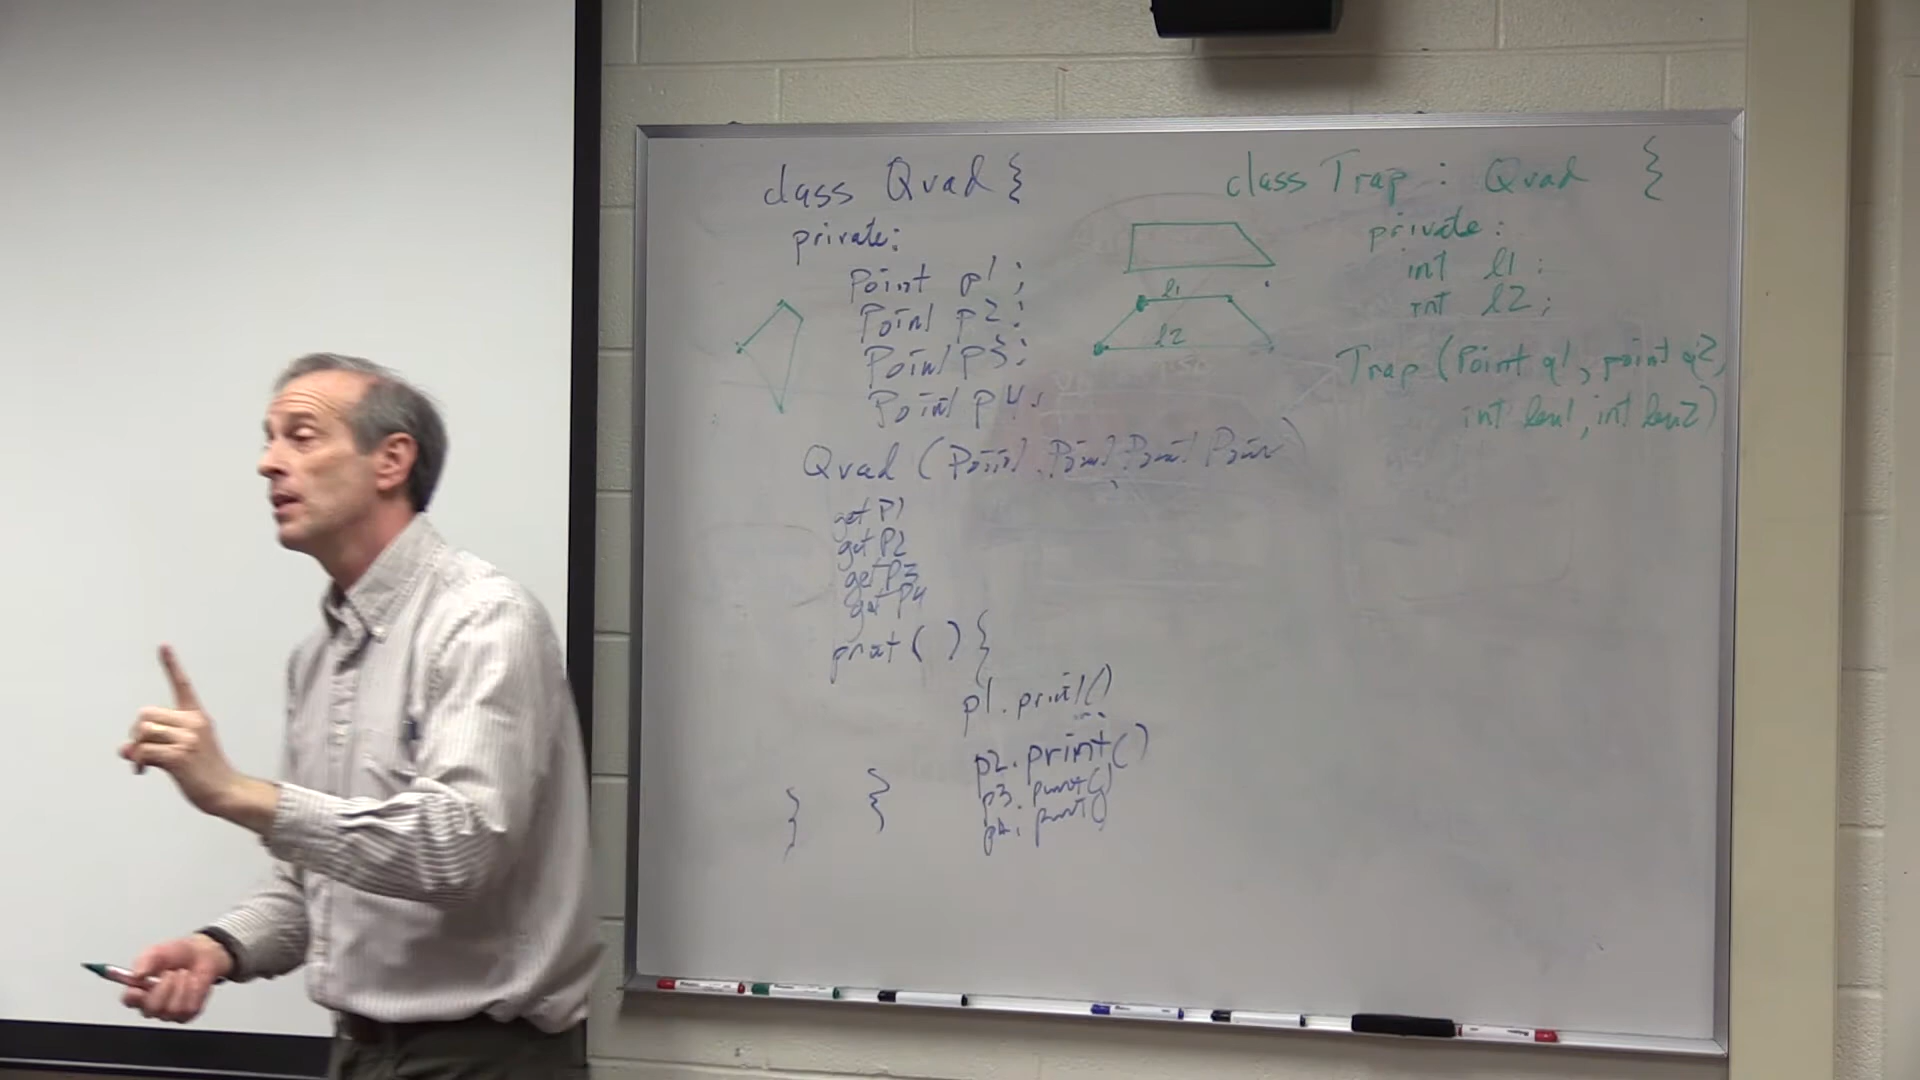 class Quad {
private:
Point p1;
Point p2;
Point p3;
Point p4;
Quad (Point, Point, Point Point)
get P1
get P2
get P3
get P4
print ( ) {
p1. print()
p2. print()
p3. print()
p4. print()
}
}
l1
l2
class Trap : Quad {
private:
int l1;
int l2;
Trap (Point q1, point q2,
int len1, int len2)